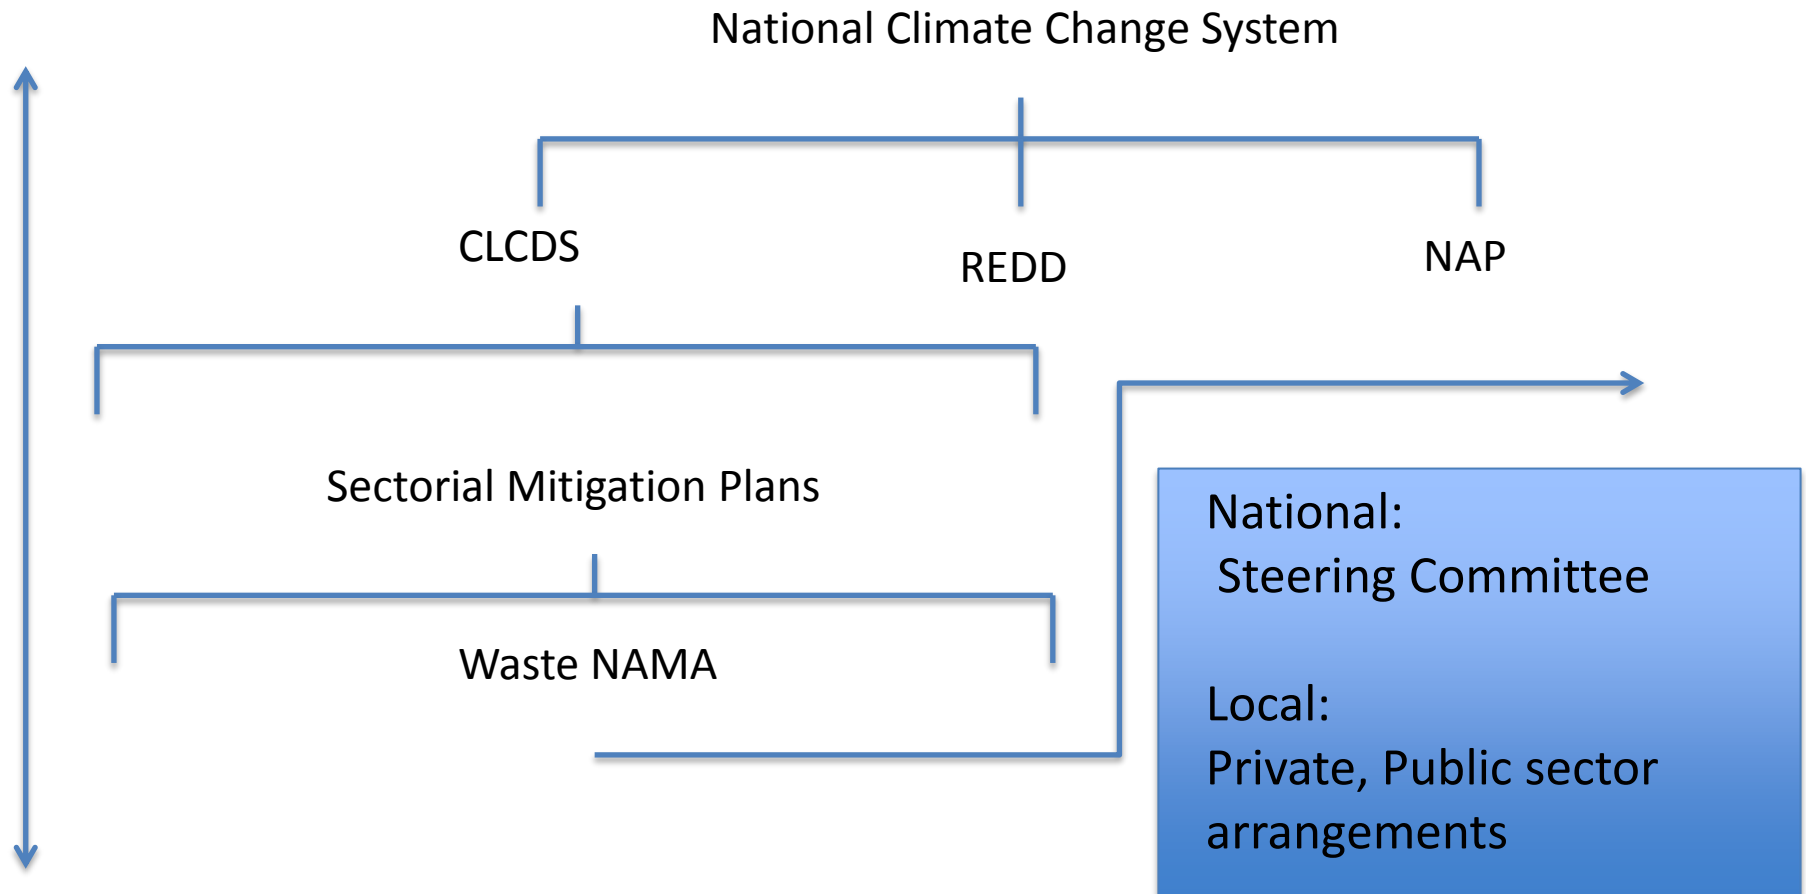 National Climate Change System
CLCDS
REDD
NAP
Sectorial Mitigation Plans
Waste NAMA
National:
Steering Committee
Local:
Private, Public sector
arrangements